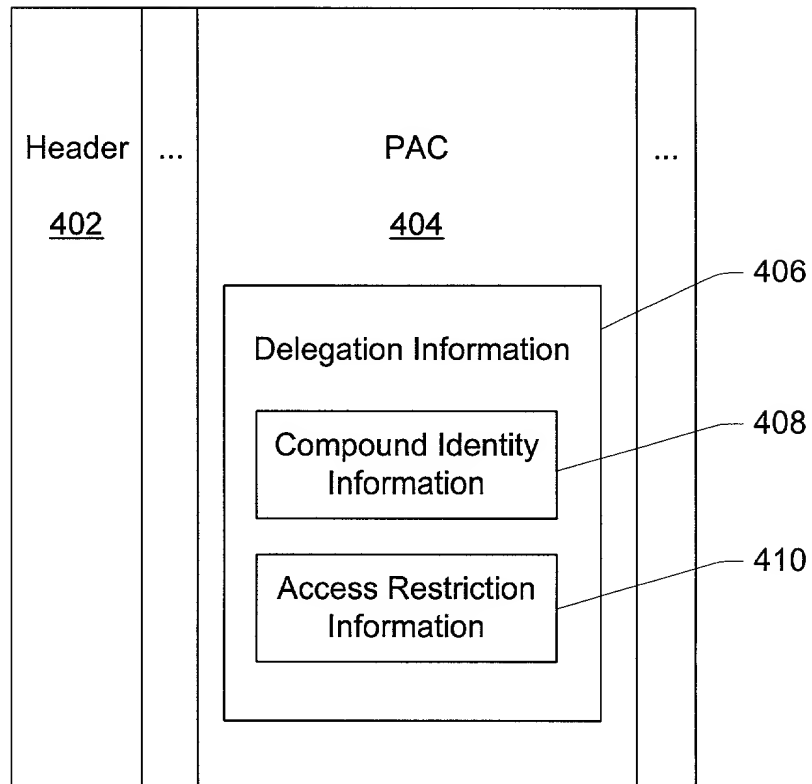 Header ... PAC ...
402 404
406
Delegation Information
408
Compound Identity
Information
410
Access Restriction
Information